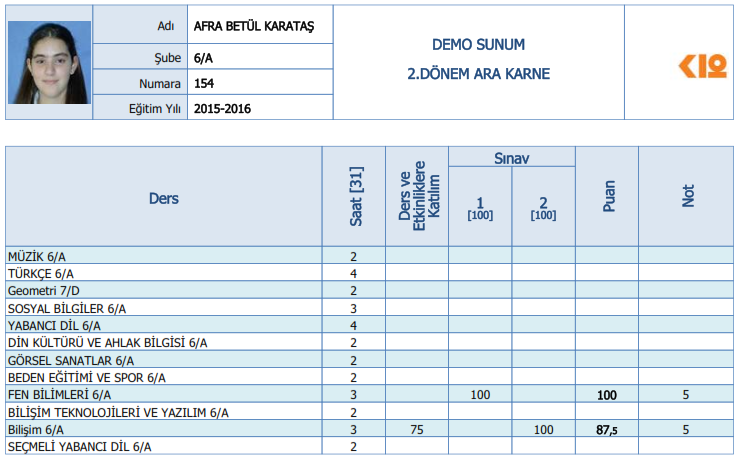 Adı AFRA BETÜL KARATAŞ
Şube 6/A
Numara 154
Eğitim Yılı 2015-2016
DEMO SUNUM
2.DÖNEM ARA KARNE
K12
Ders Saat [31] Ders ve Etkinliklere Katılım Sınav Puan Not
1 [100] 2 [100]
MÜZİK 6/A 2
TÜRKÇE 6/A 4
Geometri 7/D 2
SOSYAL BİLGİLER 6/A 3
YABANCI DİL 6/A 4
DİN KÜLTÜRÜ VE AHLAK BİLGİSİ 6/A 2
GÖRSEL SANATLAR 6/A 2
BEDEN EĞİTİMİ VE SPOR 6/A 2
FEN BİLİMLERİ 6/A 3 100 100 5
BİLİŞİM TEKNOLOJİLERİ VE YAZILIM 6/A 2
Bilişim 6/A 3 75 100 87,5 5
SEÇMELİ YABANCI DİL 6/A 2